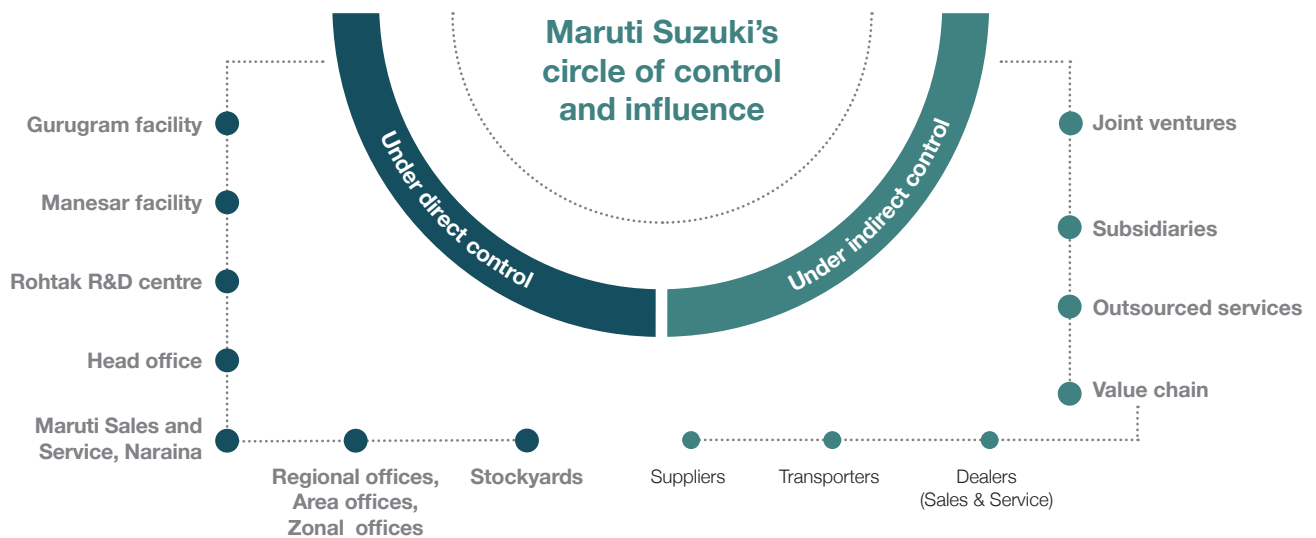 Maruti Suzuki's
circle of control
and influence
Under direct control
Under indirect control
Gurugram facility
Manesar facility
Rohtak R&D centre
Head office
Maruti Sales and
Service, Naraina
Regional offices,
Area offices,
Zonal offices
Stockyards
Joint ventures
Subsidiaries
Outsourced services
Value chain
Suppliers
Transporters
Dealers
(Sales & Service)